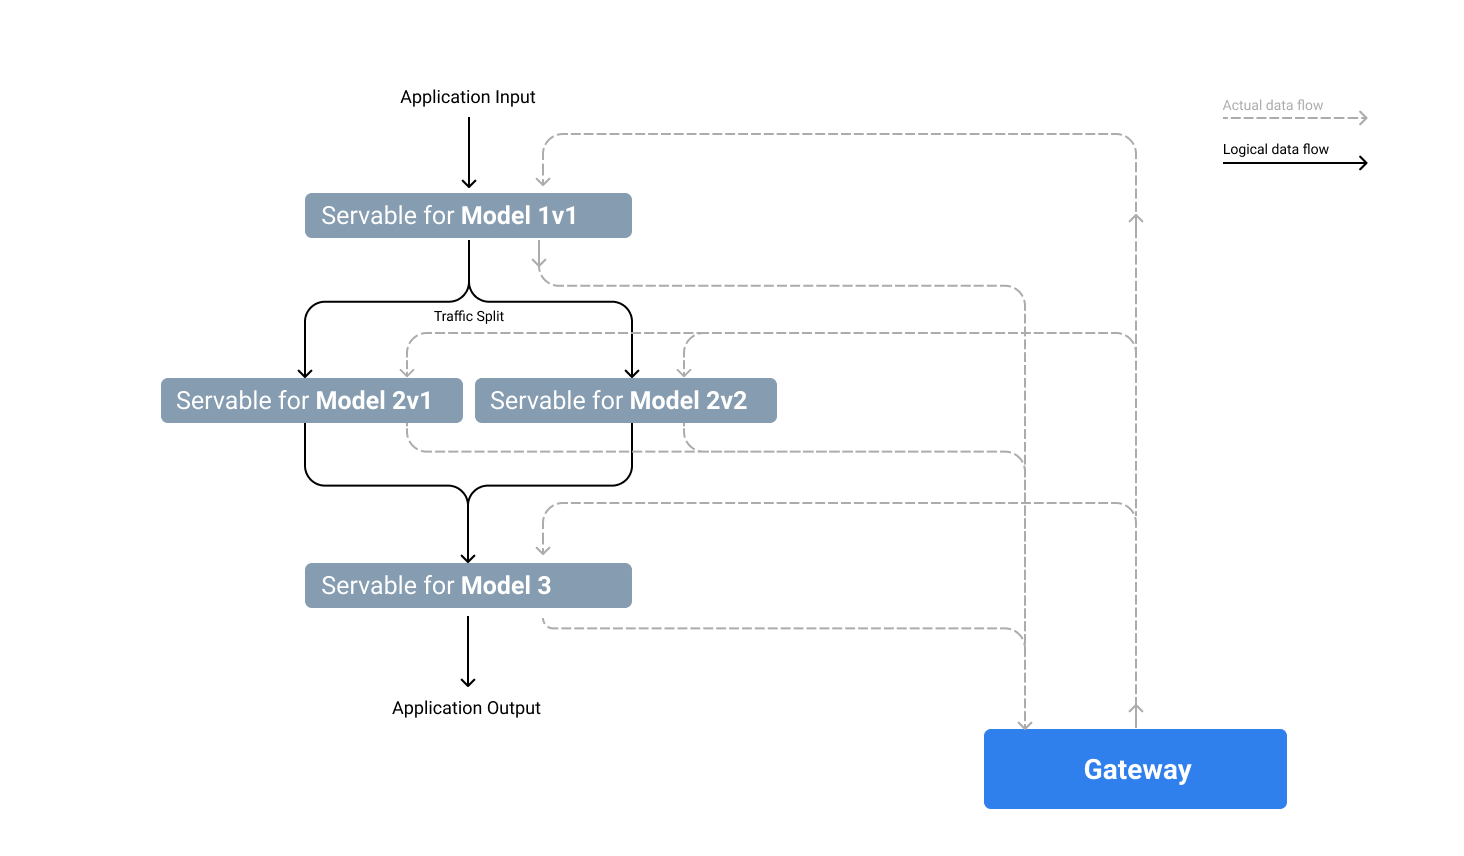 Application Input
Actual data flow
Logical data flow
Servable for Model 1v1
Traffic Split
Servable for Model 2v1
Servable for Model 2v2
Servable for Model 3
Application Output
Gateway